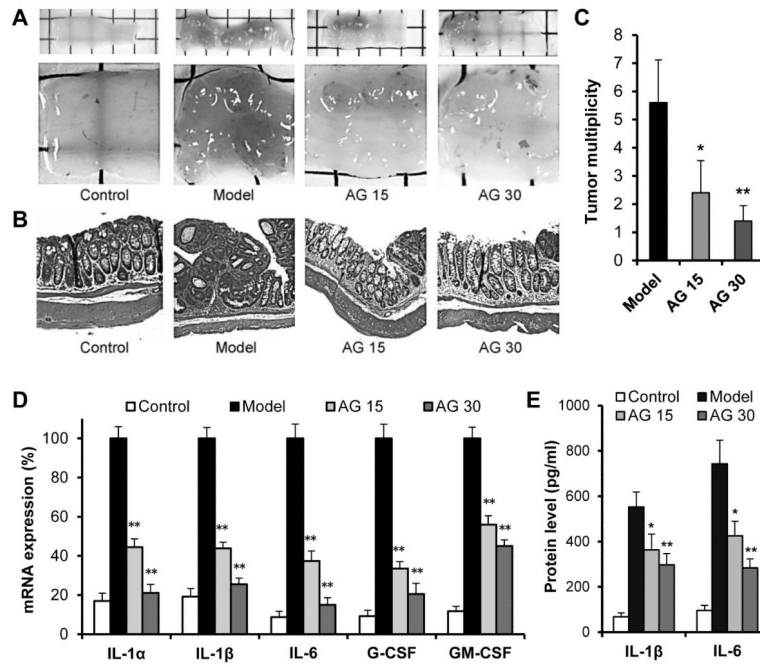 A
Control
Model
AG 15
AG 30
B
Control
Model
AG 15
AG 30
C
Tumor multiplicity
8
7
6
5
4
3
2
1
0
*
**
Model
AG 15
AG 30
D
Control
Model
AG 15
AG 30
mRNA expression (%)
100
80
60
40
20
0
**
**
**
**
**
**
**
**
**
**
IL-1α
IL-1β
IL-6
G-CSF
GM-CSF
E
Control
Model
AG 15
AG 30
Protein level (pg/ml)
1000
800
600
400
200
0
*
**
*
**
IL-1β
IL-6